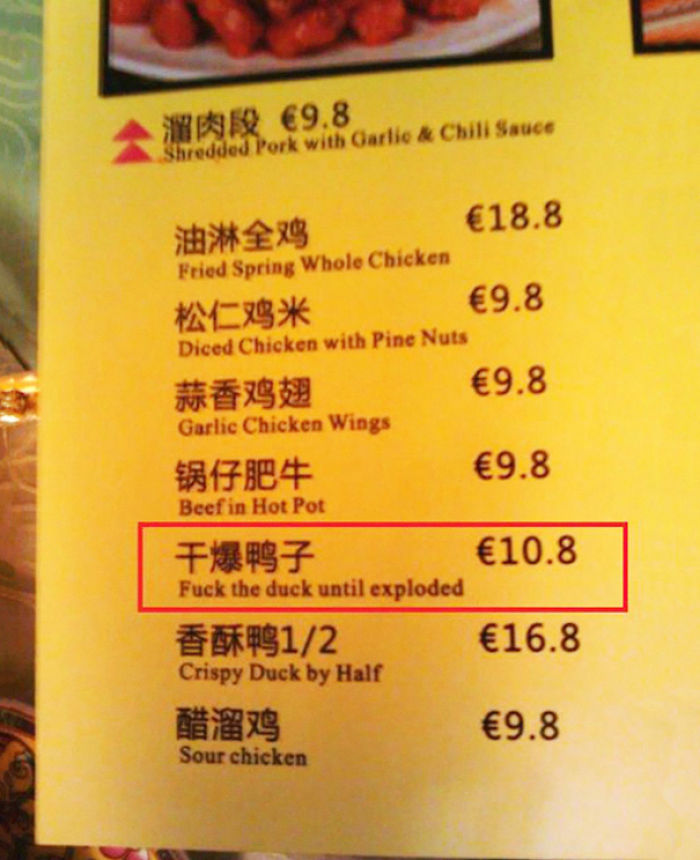 溜肉段 €9.8
Shredded Pork with Garlic & Chili Sauce
油淋全鸡 €18.8
Fried Spring Whole Chicken
松仁鸡米 €9.8
Diced Chicken with Pine Nuts
蒜香鸡翅 €9.8
Garlic Chicken Wings
锅仔肥牛 €9.8
Beef in Hot Pot
干爆鸭子 €10.8
Fuck the duck until exploded
香酥鸭1/2 €16.8
Crispy Duck by Half
醋溜鸡 €9.8
Sour chicken